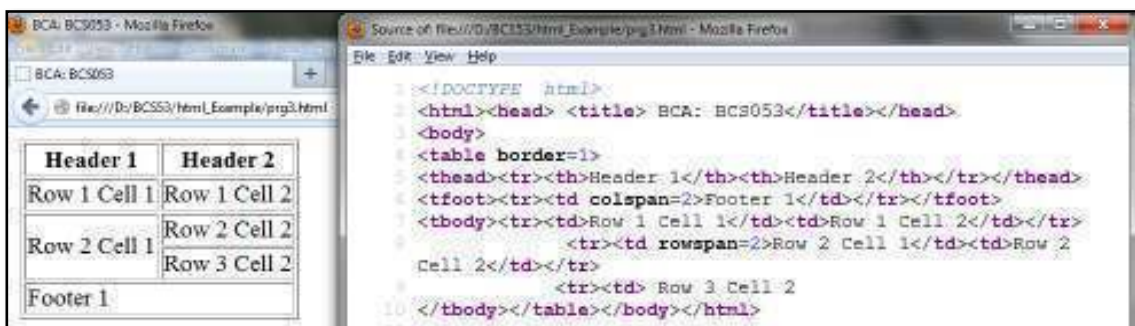 BCA: BCS053 - Mozilla Firefox
BCA: BCS053
+
file:///D:/BCS53/html_Example/prg3.html
Header 1 Header 2
Row 1 Cell 1 Row 1 Cell 2
Row 2 Cell 1 Row 2 Cell 2
Row 3 Cell 2
Footer 1
Source of: file:///D:/BCS53/html_Example/prg3.html - Mozilla Firefox
File Edit View Help
1 <!DOCTYPE html>
2 <html><head> <title> BCA: BCS053</title></head>
3 <body>
4 <table border=1>
5 <thead><tr><th>Header 1</th><th>Header 2</th></tr></thead>
6 <tfoot><tr><td colspan=2>Footer 1</td></tr></tfoot>
7 <tbody><tr><td>Row 1 Cell 1</td><td>Row 1 Cell 2</td></tr>
8 <tr><td rowspan=2>Row 2 Cell 1</td><td>Row 2
Cell 2</td></tr>
9 <tr><td> Row 3 Cell 2
10 </tbody></table></body></html>